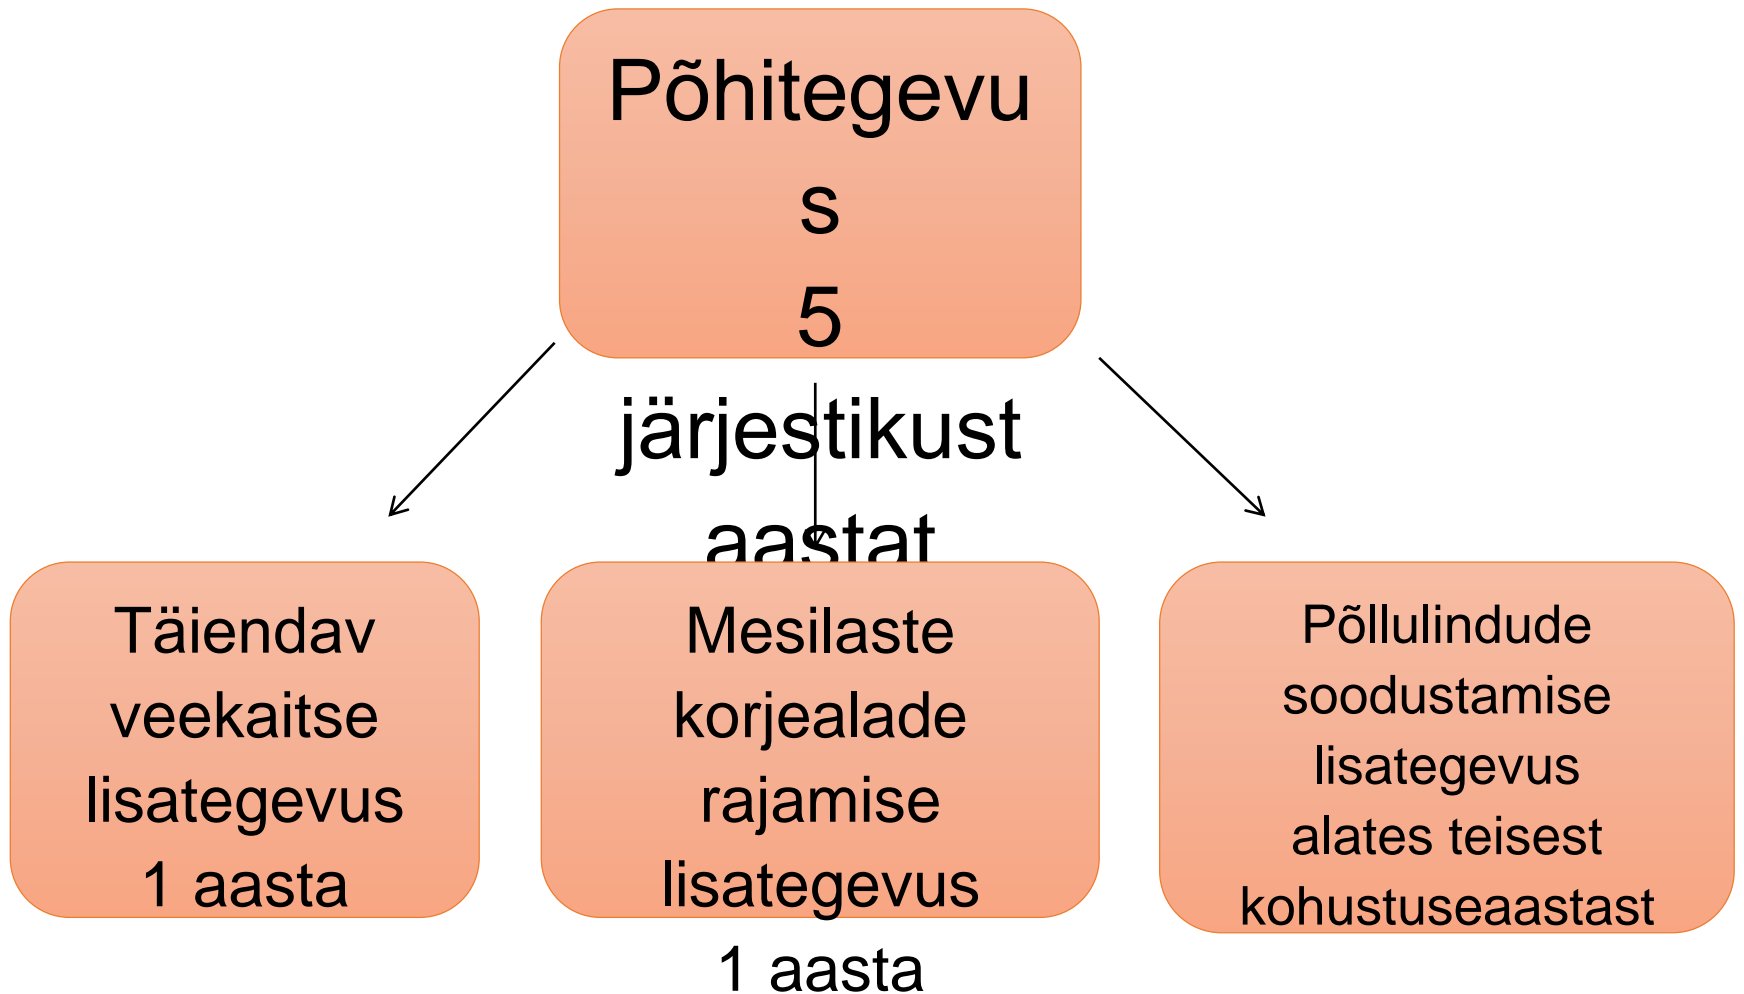 Põhitegevu
s
5
järjestikust
aastat
Täiendav
veekaitse
lisategevus
1 aasta
Mesilaste
korjealade
rajamise
lisategevus
1 aasta
Põllulindude
soodustamise
lisategevus
alates teisest
kohustuseaastast